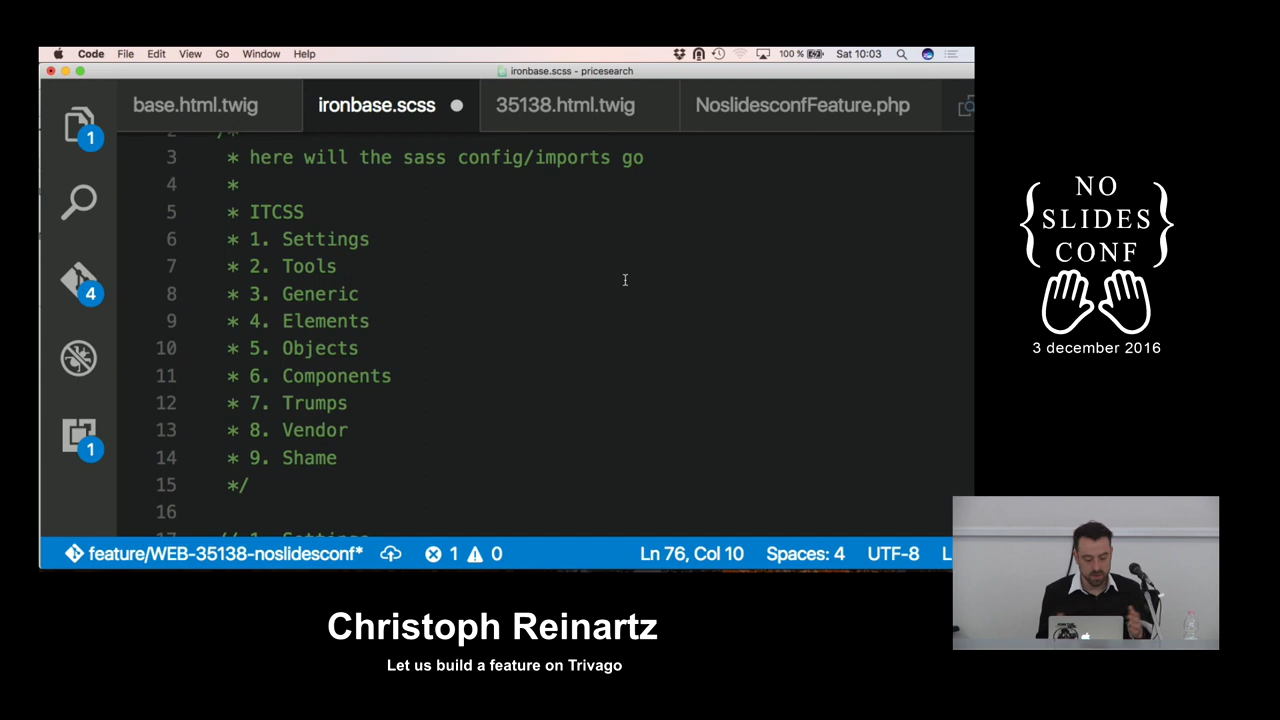 Code File Edit View Go Window Help 100 % Sat 10:03
ironbase.scss - pricesearch
base.html.twig ironbase.scss 35138.html.twig NoslidesconfFeature.php
2 /*
3 * here will the sass config/imports go
4 *
5 * ITCSS
6 * 1. Settings
7 * 2. Tools
8 * 3. Generic
9 * 4. Elements
10 * 5. Objects
11 * 6. Components
12 * 7. Trumps
13 * 8. Vendor
14 * 9. Shame
15 */
16
17 // 1. Settings
1
4
1
feature/WEB-35138-noslidesconf* 1 0 Ln 76, Col 10 Spaces: 4 UTF-8 L
NO
{ SLIDES }
CONF
3 december 2016
Christoph Reinartz
Let us build a feature on Trivago